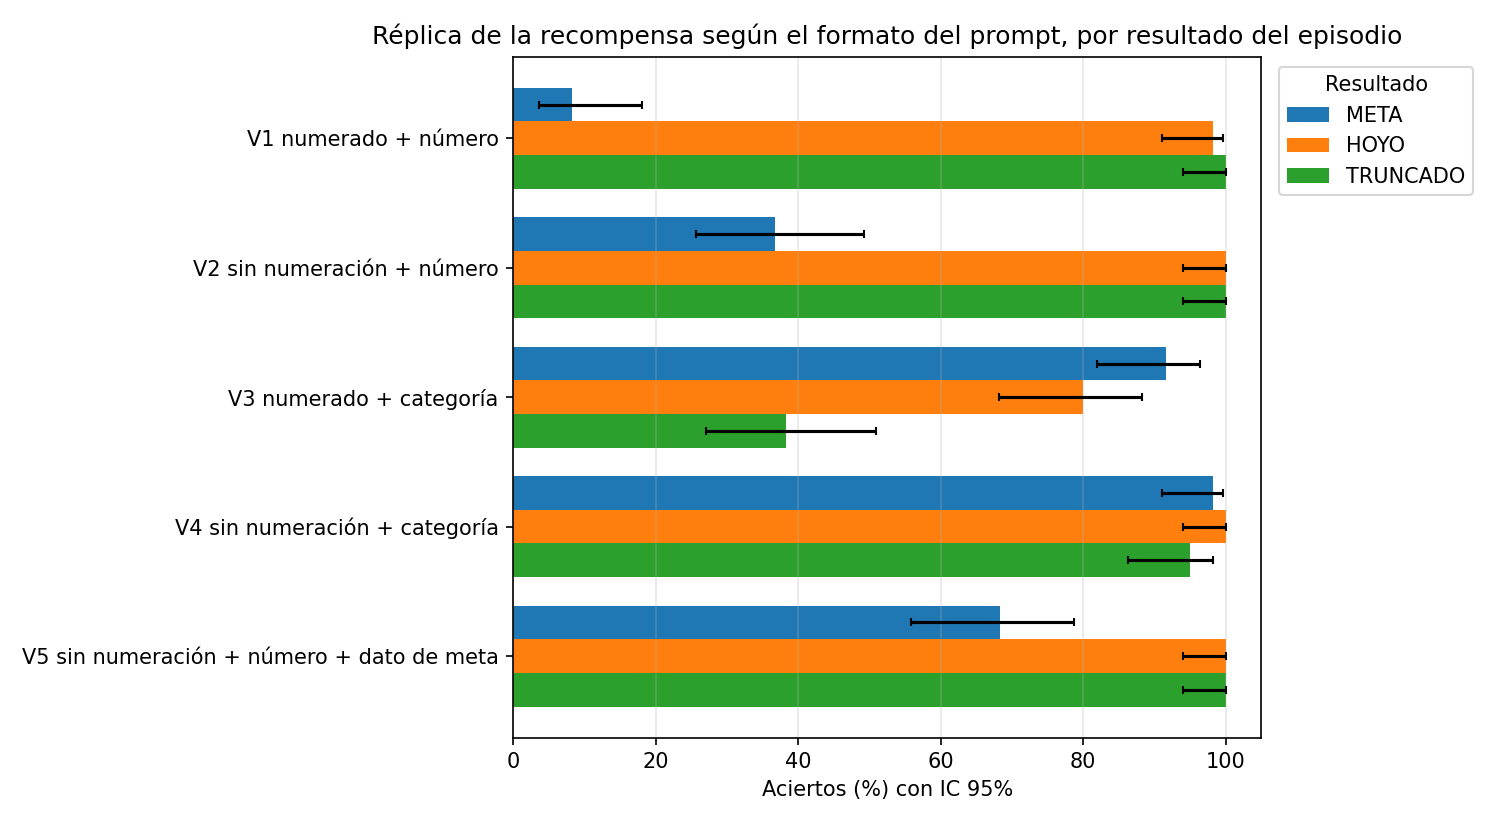 Réplica de la recompensa según el formato del prompt, por resultado del episodio
Resultado
META
HOYO
TRUNCADO
V1 numerado + número
V2 sin numeración + número
V3 numerado + categoría
V4 sin numeración + categoría
V5 sin numeración + número + dato de meta
0 20 40 60 80 100
Aciertos (%) con IC 95%